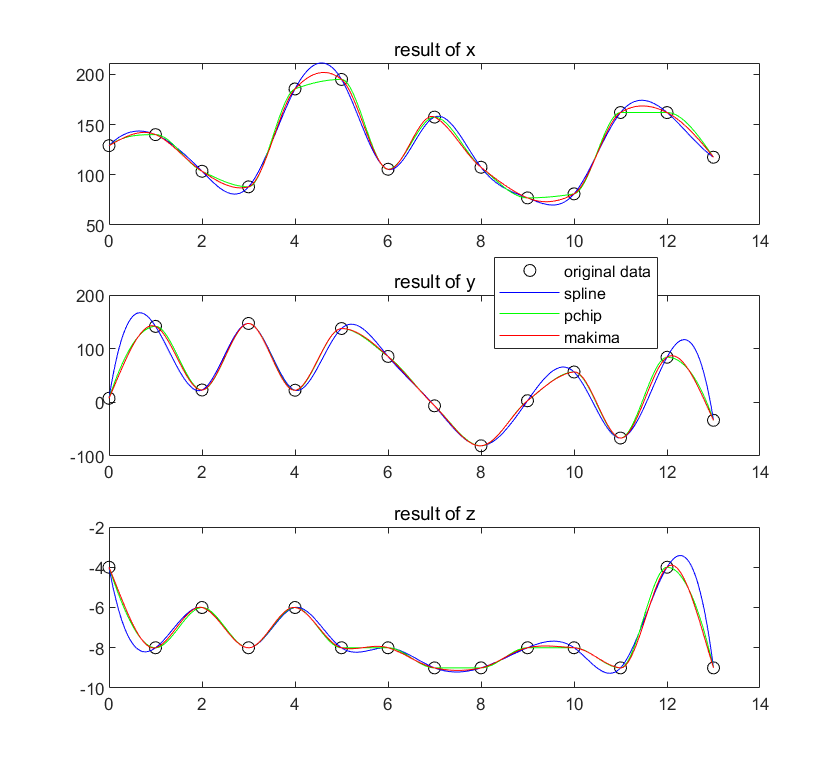 result of x
200
150
100
50
0 2 4 6 8 10 12 14
result of y
200
100
0
-100
0 2 4 6 8 10 12 14
original data
spline
pchip
makima
result of z
-2
-4
-6
-8
-10
0 2 4 6 8 10 12 14